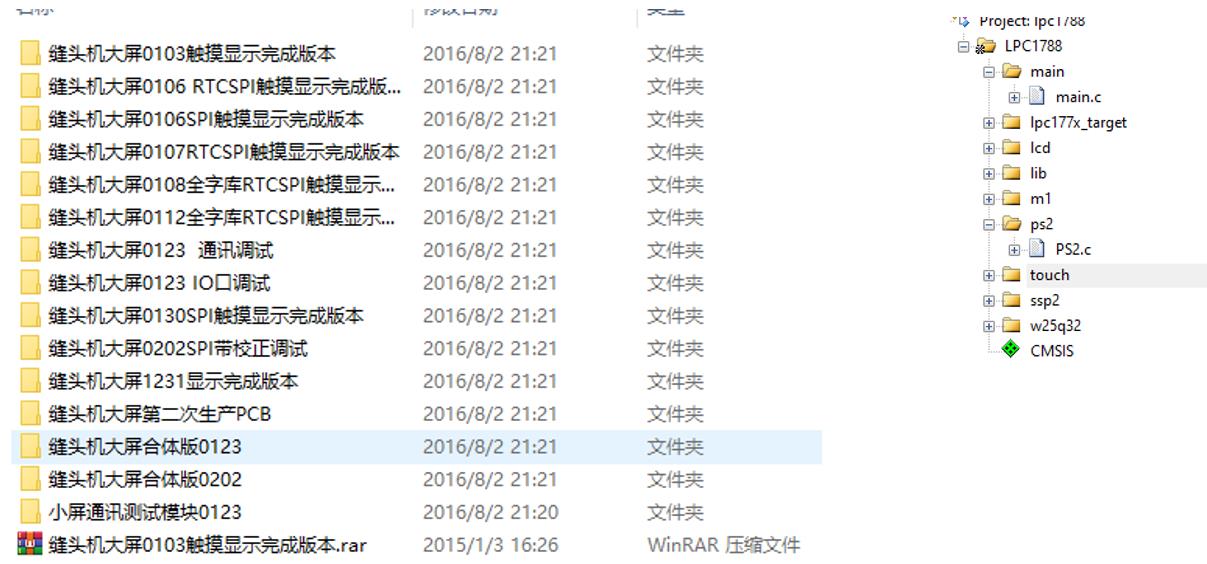 名称 修改日期 类型
缝头机大屏0103触摸显示完成版本 2016/8/2 21:21 文件夹
缝头机大屏0106 RTCSPI触摸显示完成版... 2016/8/2 21:21 文件夹
缝头机大屏0106SPI触摸显示完成版本 2016/8/2 21:21 文件夹
缝头机大屏0107RTCSPI触摸显示完成版本 2016/8/2 21:21 文件夹
缝头机大屏0108全字库RTCSPI触摸显示... 2016/8/2 21:21 文件夹
缝头机大屏0112全字库RTCSPI触摸显示... 2016/8/2 21:21 文件夹
缝头机大屏0123 通讯调试 2016/8/2 21:21 文件夹
缝头机大屏0123 IO口调试 2016/8/2 21:21 文件夹
缝头机大屏0130SPI触摸显示完成版本 2016/8/2 21:21 文件夹
缝头机大屏0202SPI带校正调试 2016/8/2 21:21 文件夹
缝头机大屏1231显示完成版本 2016/8/2 21:21 文件夹
缝头机大屏第二次生产PCB 2016/8/2 21:21 文件夹
缝头机大屏合体版0123 2016/8/2 21:21 文件夹
缝头机大屏合体版0202 2016/8/2 21:21 文件夹
小屏通讯测试模块0123 2016/8/2 21:20 文件夹
缝头机大屏0103触摸显示完成版本.rar 2015/1/3 16:26 WinRAR 压缩文件
Project: lpc1788
LPC1788
main
main.c
lpc177x_target
lcd
lib
m1
ps2
PS2.c
touch
ssp2
w25q32
CMSIS